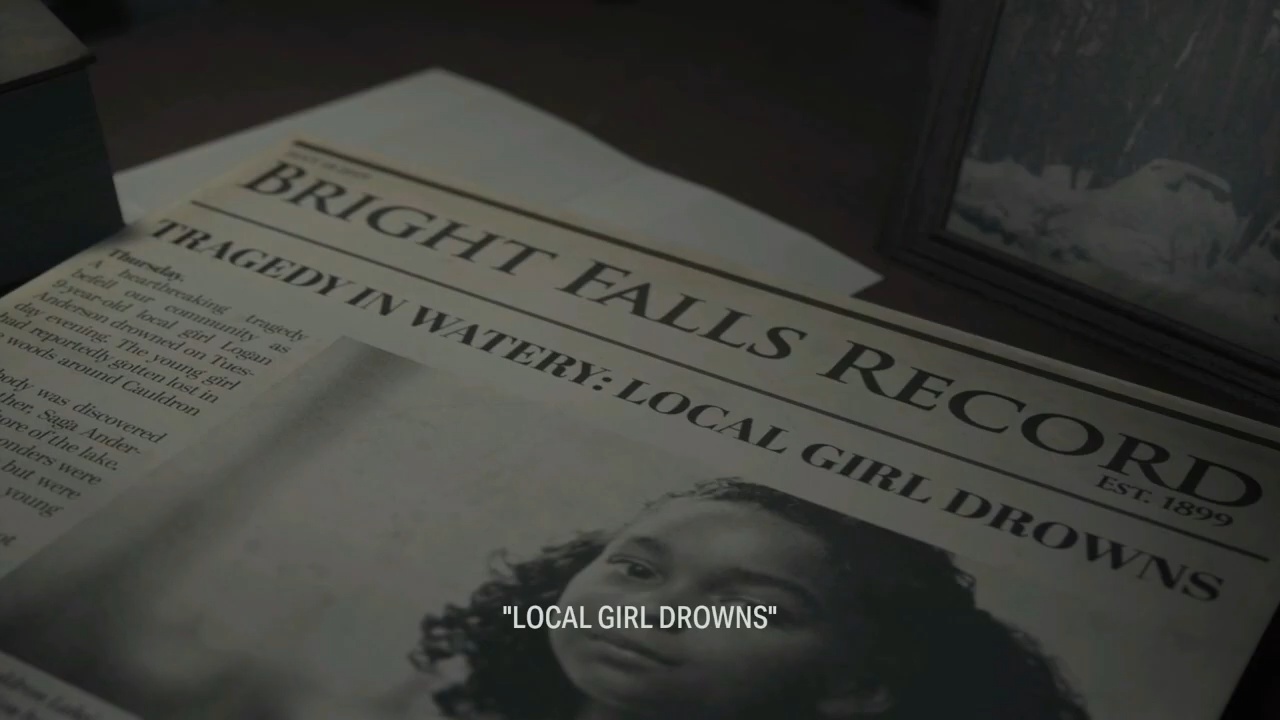 BRIGHT FALLS RECORD
EST. 1899
TRAGEDY IN WATERY: LOCAL GIRL DROWNS
Thursday.
A heartbreaking tragedy
befell our community as
9-year-old local girl Logan
Anderson drowned on Tues-
day evening. The young girl
had reportedly gotten lost in
woods around Cauldron
body was discovered
Saga Ander-
ore of the lake.
onders were
but were
young
"LOCAL GIRL DROWNS"